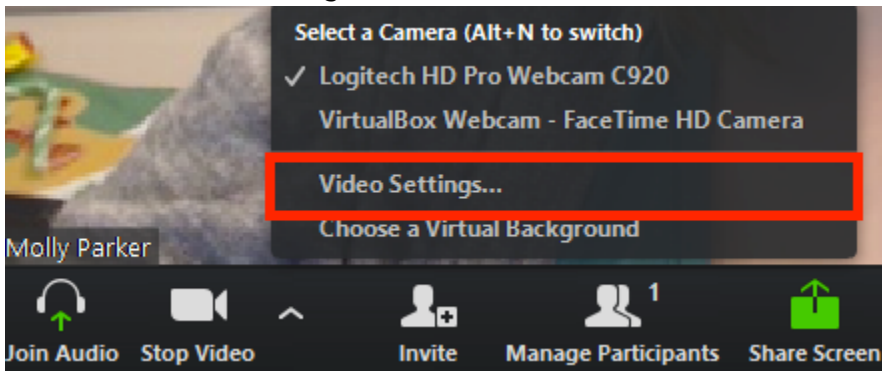 Select a Camera (Alt+N to switch)
✓ Logitech HD Pro Webcam C920
VirtualBox Webcam - FaceTime HD Camera
Video Settings...
Choose a Virtual Background
Molly Parker
1
Join Audio Stop Video Invite Manage Participants Share Screen